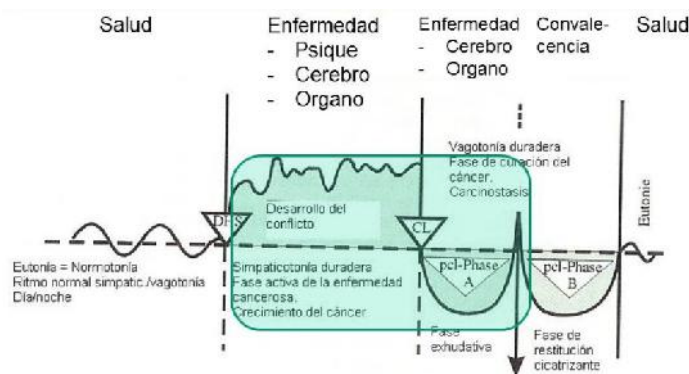 Salud
Enfermedad
- Psique
- Cerebro
- Organo
Enfermedad
- Cerebro
- Organo
Convale-
cencia
Salud
Vagotonía duradera
Fase de curación del
cáncer.
Carcinostasis
Desarrollo del
conflicto
DHS
CL
Eutonie
Eutonía = Normotonía
Ritmo normal simpatic./vagotonía
Día/noche
Simpaticotonía duradera
Fase activa de la enfermedad
cancerosa.
Crecimiento del cáncer
pcl-Phase
A
pcl-Phase
B
Fase
exhudativa
Fase de
restitución
cicatrizante